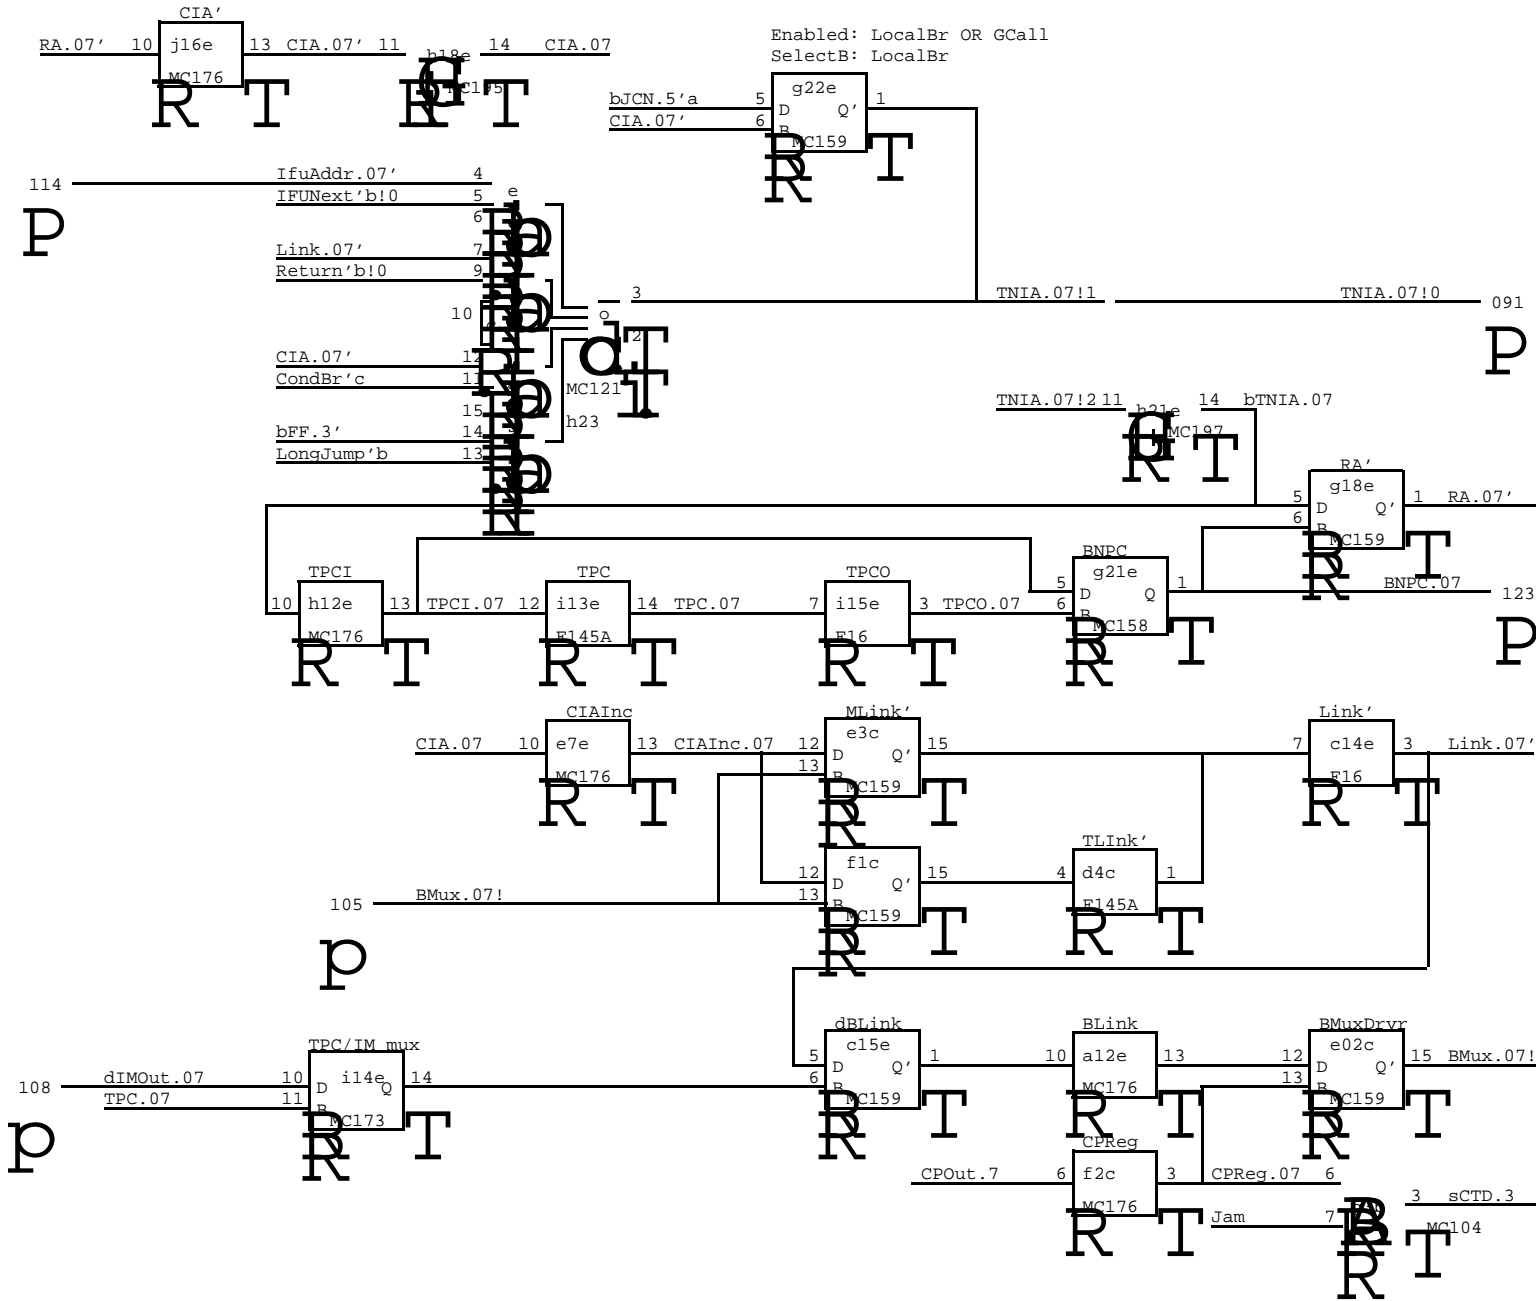 CIA'
RA.07' 10 j16e 13 CIA.07' 11 h18e 14 CIA.07
MC176 R T
Enabled: LocalBr OR GCall
SelectB: LocalBr
g22e
bJCN.5'a 5 D Q' 1
CIA.07' 6 B
MC159 R R T
114 IfuAddr.07' 4
P
IFUNext'b!0 5
6
Link.07' 7
Return'b!0 9
10
CIA.07' 12
CondBr'c 11
15
bFF.3' 14
LongJump'b 13
3 TNIA.07!1 TNIA.07!0 091
P
2
MC121
h23
TNIA.07!2 11 h21e 14 bTNIA.07
MC197 R T
RA'
g18e
5 D Q' 1 RA.07'
6 B
MC159 R R T
BNPC
g21e
5 D Q 1 BNPC.07 123
P
6 B
MC158 R R T
TPCI TPC TPCO
10 h12e 13 TPCI.07 12 i13e 14 TPC.07 7 i15e 3 TPCO.07
MC176 R T F145A R T F16 R T
CIAInc MLink' Link'
CIA.07 10 e7e 13 CIAInc.07 12 e3c D Q' 15 7 c14e 3 Link.07'
13 B
MC176 R T MC159 R R T F16 R T
TLInk'
f1c
12 D Q' 15 4 d4c 1
13 B
MC159 R R T F145A R T
105 BMux.07!
p
dBLink BLink BMuxDrvr
c15e
5 D Q' 1 10 a12e 13 12 e02c D Q' 15 BMux.07!
6 B 13 B
MC159 R R T MC176 R T MC159 R R T
TPC/IM mux
108 dIMOut.07 10 D i14e Q 14
p
TPC.07 11 B
MC173 R R T
CPReg
CPOut.7 6 f2c 3 CPReg.07 6
MC176 R T
Jam 7
3 sCTD.3
MC104 R T